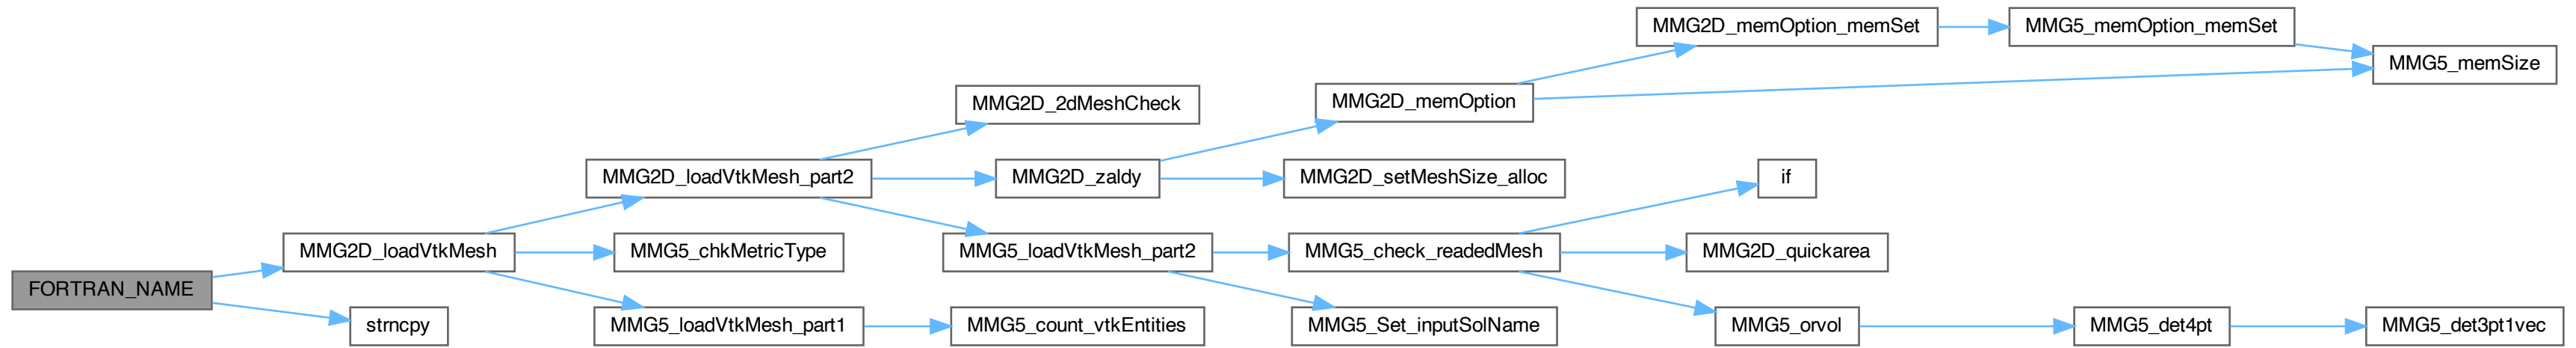 MMG2D_memOption_memSet
MMG5_memOption_memSet
MMG5_memSize
MMG2D_2dMeshCheck
MMG2D_memOption
MMG2D_loadVtkMesh_part2
MMG2D_zaldy
MMG2D_setMeshSize_alloc
if
MMG2D_loadVtkMesh
MMG5_chkMetricType
MMG5_loadVtkMesh_part2
MMG5_check_readedMesh
MMG2D_quickarea
FORTRAN_NAME
strncpy
MMG5_loadVtkMesh_part1
MMG5_count_vtkEntities
MMG5_Set_inputSolName
MMG5_orvol
MMG5_det4pt
MMG5_det3pt1vec